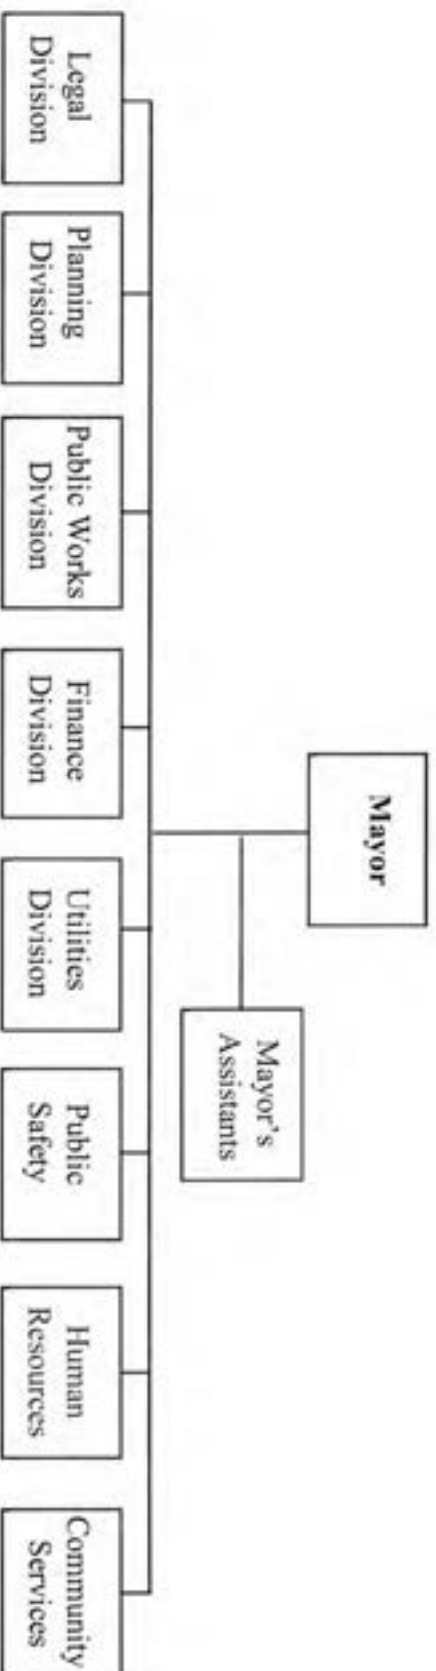 Mayor
Mayor's
Assistants
Legal
Division
Planning
Division
Public Works
Division
Finance
Division
Utilities
Division
Public
Safety
Human
Resources
Community
Services